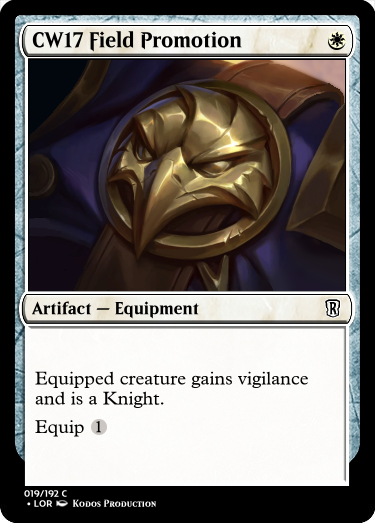 CW17 Field Promotion
Artifact — Equipment
R
Equipped creature gains vigilance
and is a Knight.
Equip 1
019/192 C
• LOR Kodos Production